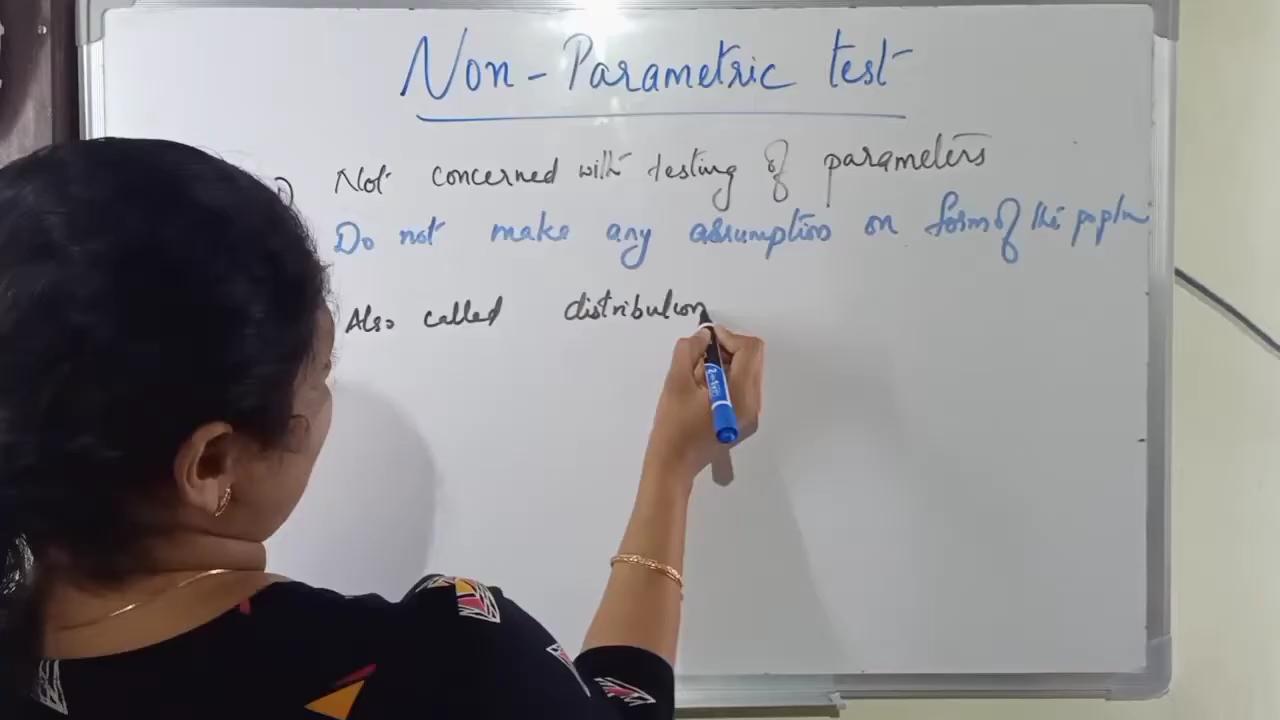 Non-Parametric test
Not concerned with testing of parameters
Do not make any assumption on form of the popln
Also called distribution